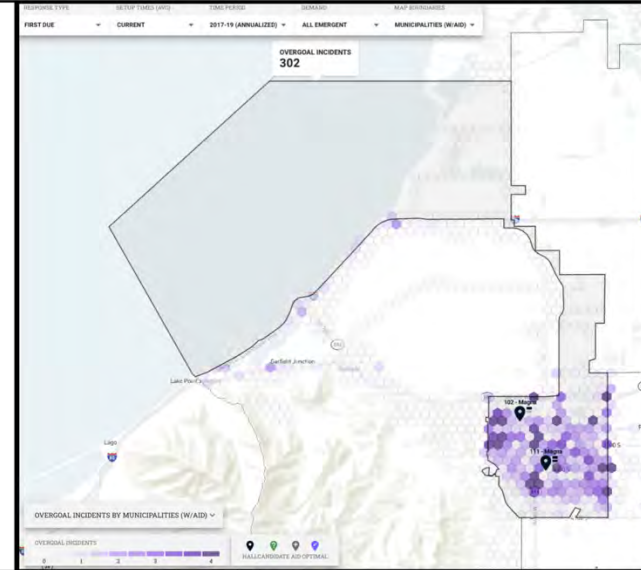 RESPONSE TYPE SETUP TIMES (AVG) TIME PERIOD DEMAND MAP BOUNDARIES
FIRST DUE CURRENT 2017-19 (ANNUALIZED) ALL EMERGENT MUNICIPALITIES (W/AID)
OVERGOAL INCIDENTS
302
Garfield Junction
Lake Point
102 - Magna
111 - Magna
Lago
OVERGOAL INCIDENTS BY MUNICIPALITIES (W/AID)
OVERGOAL INCIDENTS
0 1 2 3 4
HALL CANDIDATE AID OPTIMAL